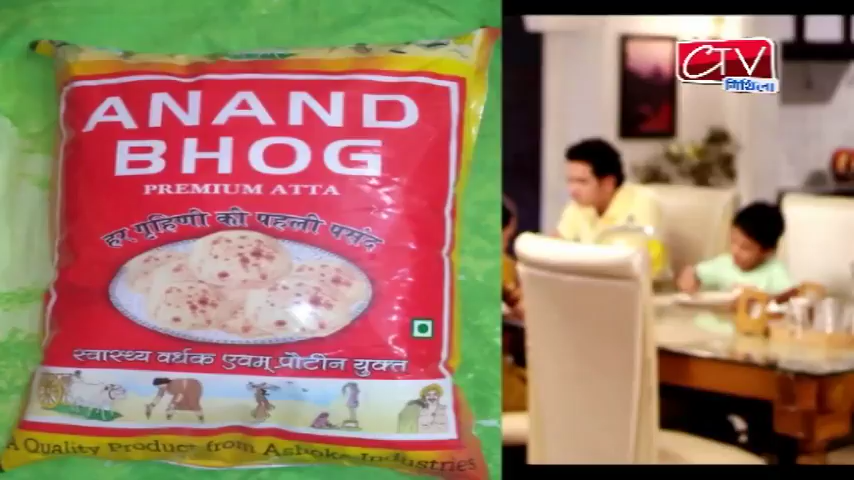 ANAND
BHOG
PREMIUM ATTA
हर गृहिणी की पहली पसंद
स्वास्थ्य वर्धक एवम् प्रौटीन युक्त
A Quality Product from Ashoka Industries
CTV
मिथिला